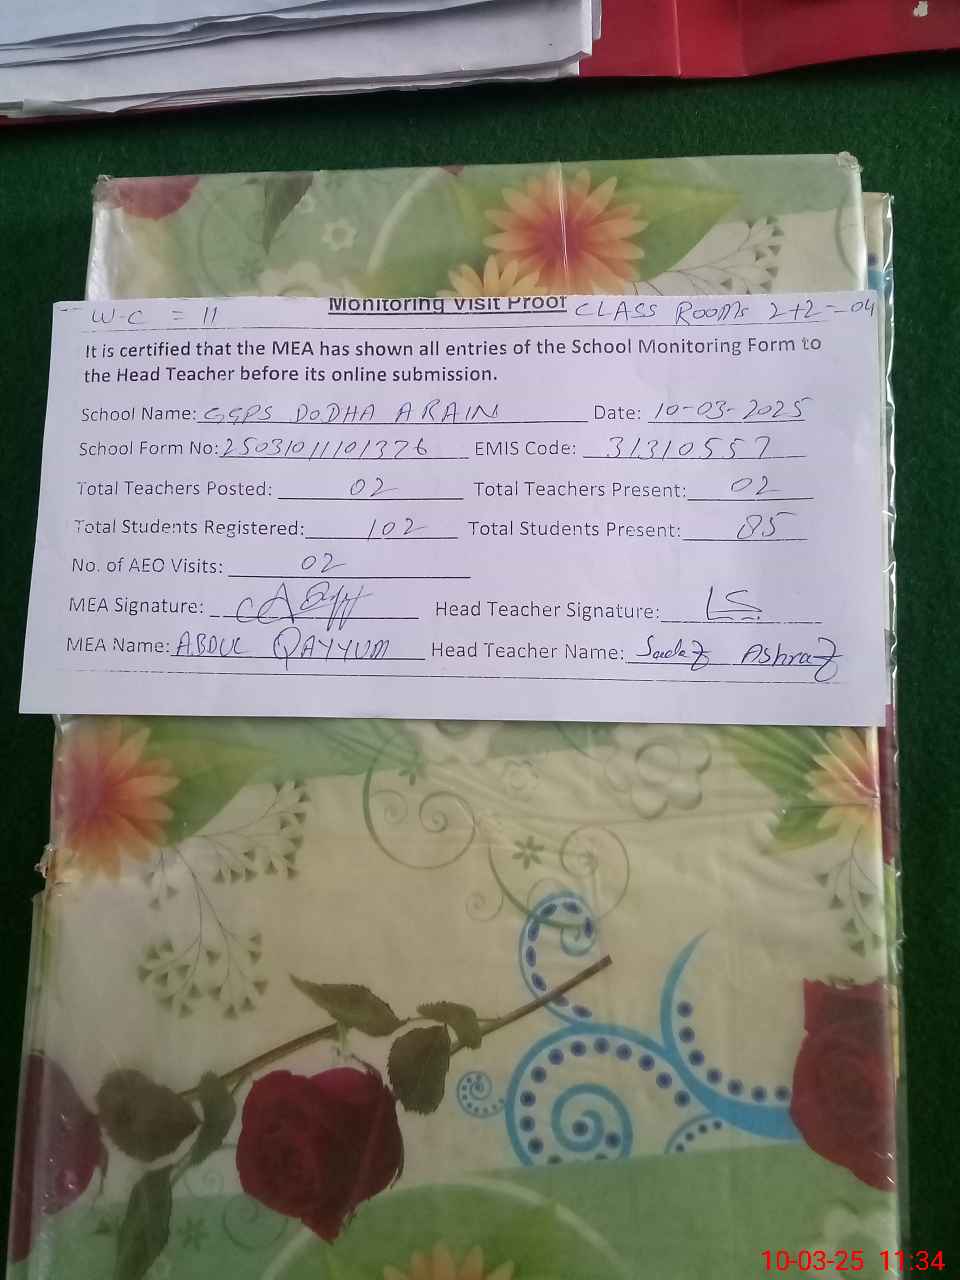 Monitoring Visit Proof
W-C = 11 CLASS ROOMs 2+2=04
It is certified that the MEA has shown all entries of the School Monitoring Form to
the Head Teacher before its online submission.
School Name: GGPS DODHA ARAIN Date: 10-03-2025
School Form No: 25031011101376 EMIS Code: 31310557
Total Teachers Posted: 02 Total Teachers Present: 02
Total Students Registered: 102 Total Students Present: 85
No. of AEO Visits: 02
MEA Signature: Head Teacher Signature:
MEA Name: ABDUL QAYYUM Head Teacher Name: Sadaf Ashraf
10-03-25 11:34